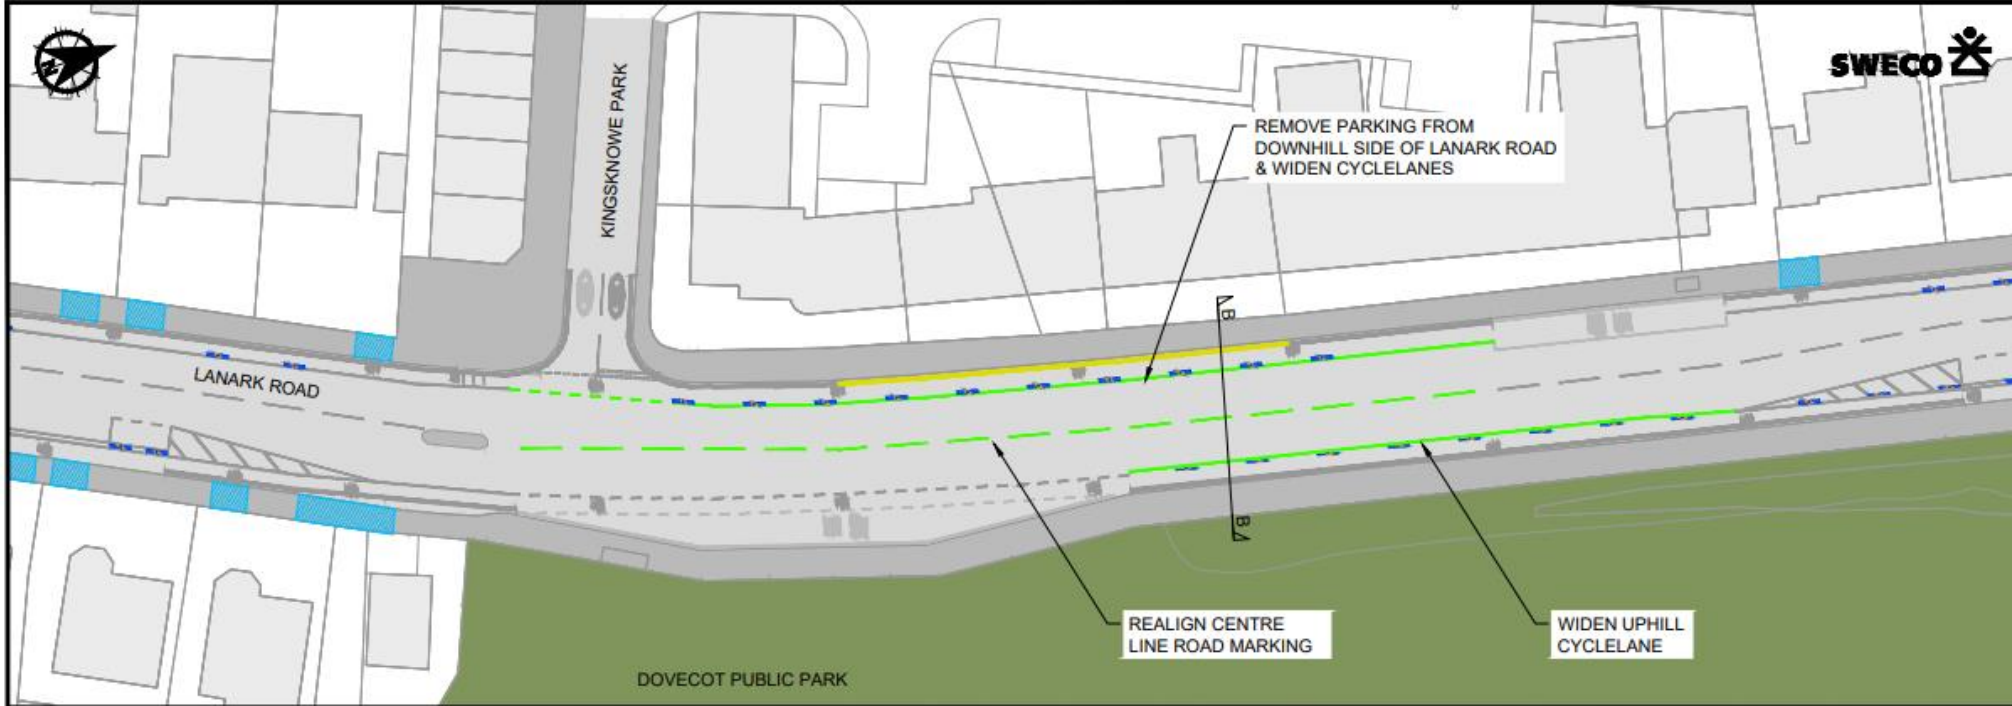 N
SWECO
KINGSKNOWE PARK
REMOVE PARKING FROM
DOWNHILL SIDE OF LANARK ROAD
& WIDEN CYCLELANES
B
LANARK ROAD
B
REALIGN CENTRE
LINE ROAD MARKING
WIDEN UPHILL
CYCLELANE
DOVECOT PUBLIC PARK